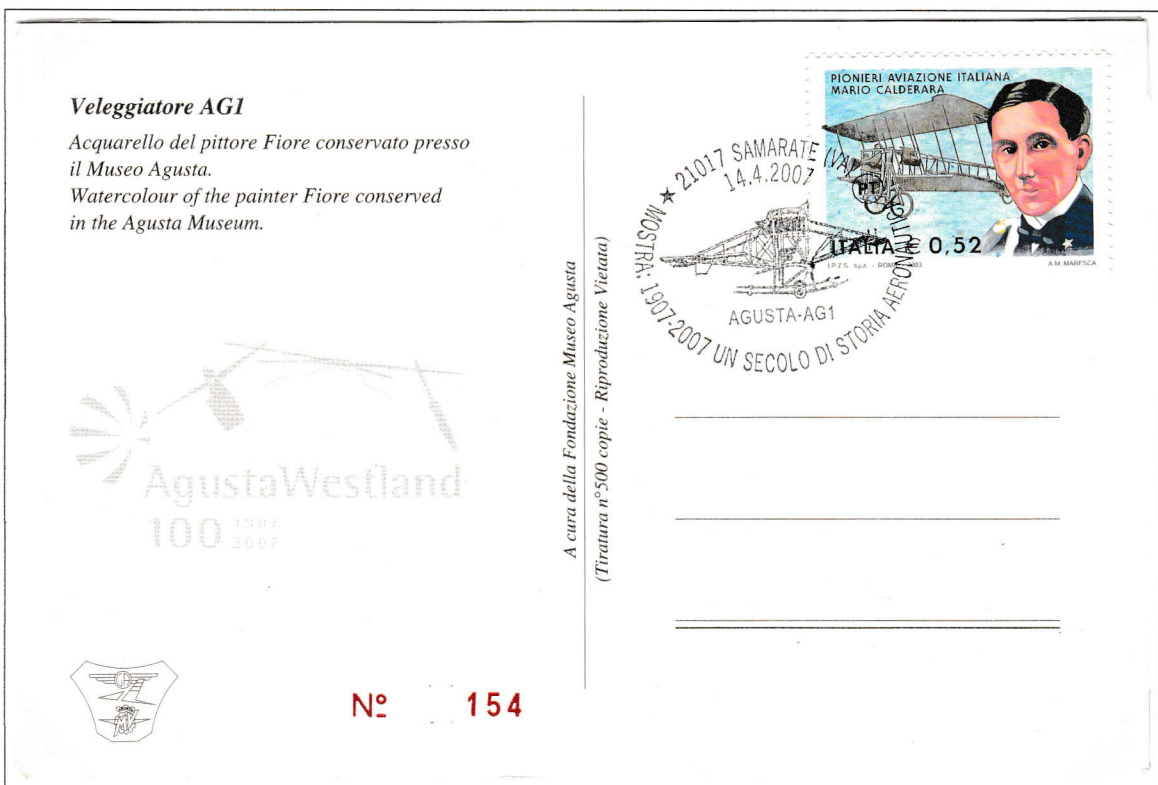 Veleggiatore AG1
Acquarello del pittore Fiore conservato presso
il Museo Agusta.
Watercolour of the painter Fiore conserved
in the Agusta Museum.
AgustaWestland
100 1907
2007
Nº 154
A cura della Fondazione Museo Agusta
(Tiratura n°500 copie - Riproduzione Vietata)
PIONIERI AVIAZIONE ITALIANA
MARIO CALDERARA
ITALIA € 0,52
I.P.Z.S. S.p.A. - ROMA - 2003
A.M. MARESCA
★ 21017 SAMARATE (VA)
14.4.2007
AGUSTA-AG1
MOSTRA: 1907-2007 UN SECOLO DI STORIA AERONAUTICA